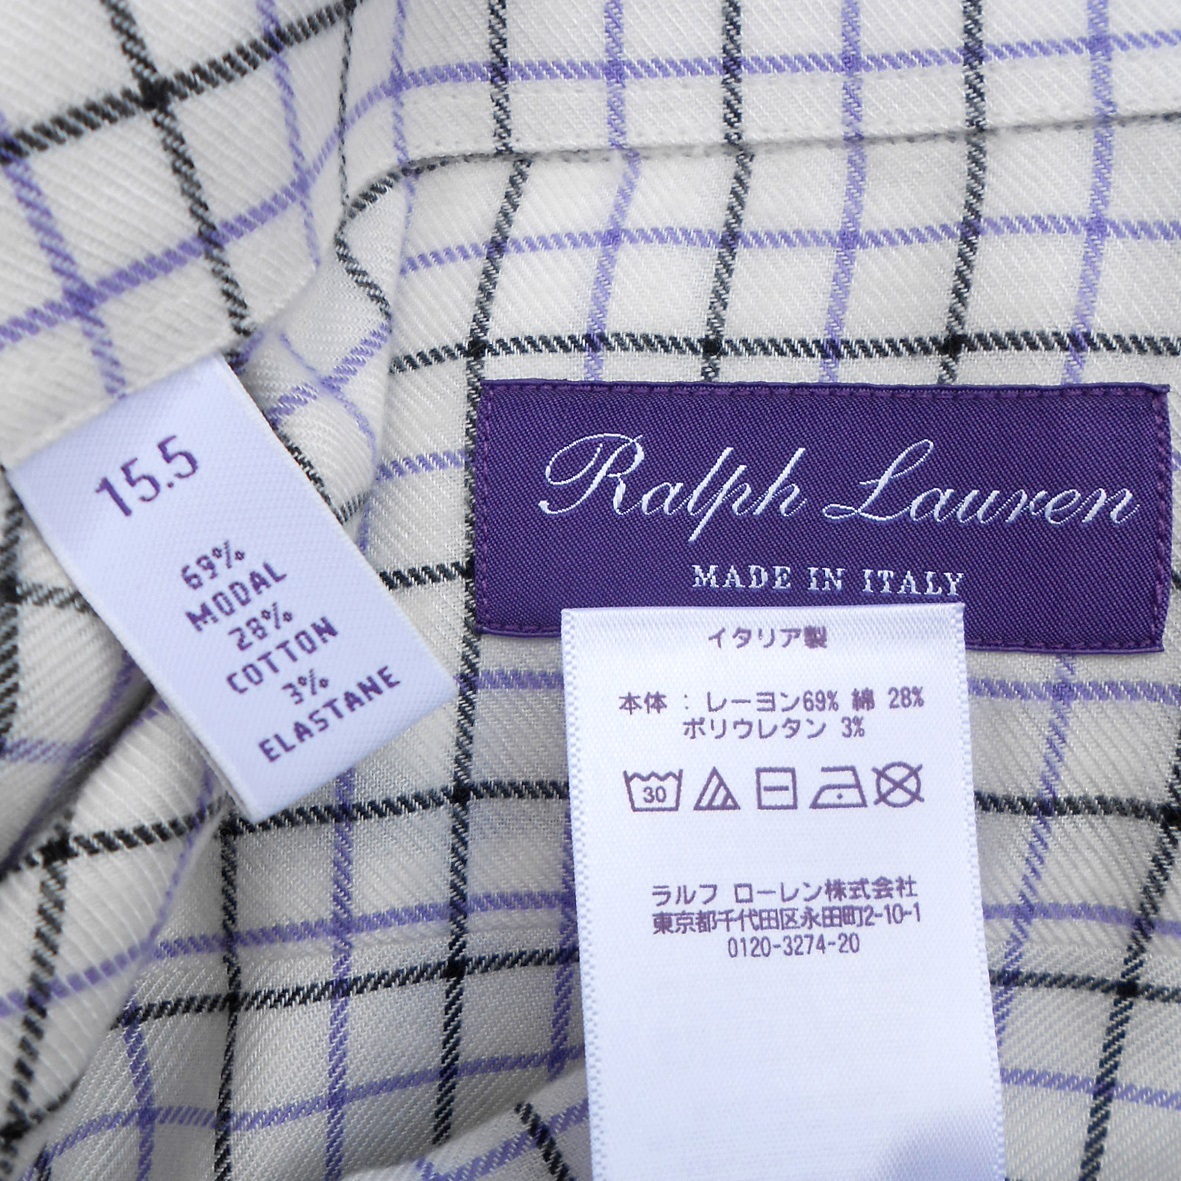 15.5
69%
MODAL
28%
COTTON
3%
ELASTANE
Ralph Lauren
MADE IN ITALY
イタリア製
本体 : レーヨン69% 綿 28%
ポリウレタン 3%
30
ラルフ ローレン株式会社
東京都千代田区永田町2-10-1
0120-3274-20